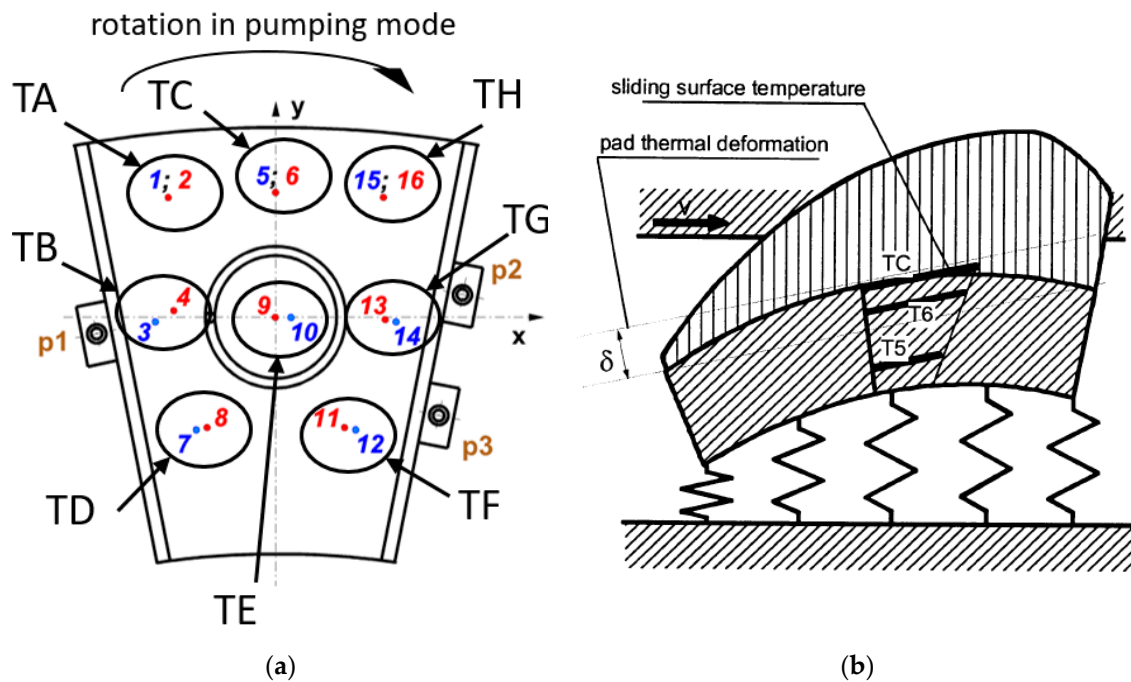 rotation in pumping mode
TA
TC
TH
y
1; 2
5; 6
15; 16
TB
TG
p2
4
3
9
10
13
14
x
p1
7
8
11
12
p3
TD
TF
TE
(a)
sliding surface temperature
pad thermal deformation
V
TC
T6
T5
δ
(b)